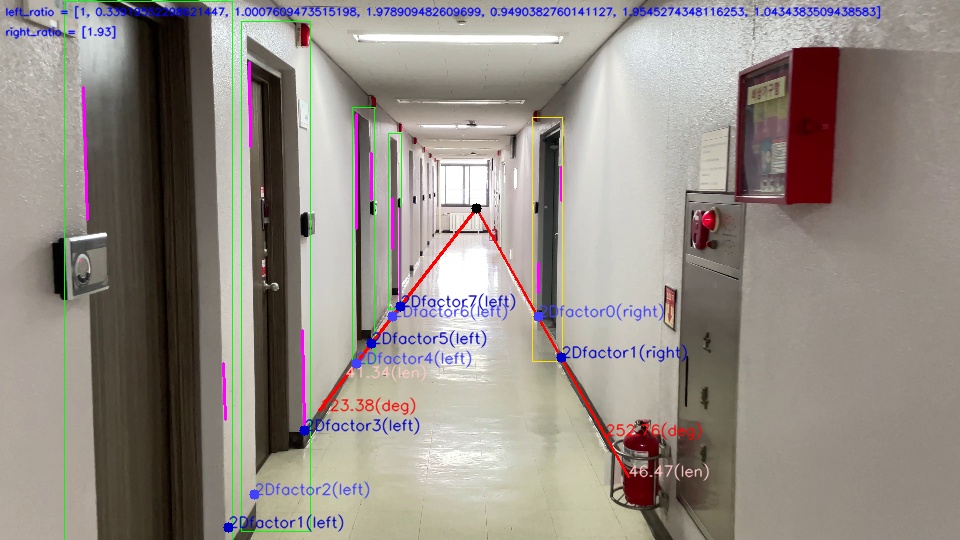 left_ratio = [1, 0.33919552298621447, 1.0007609473515198, 1.978909482609699, 0.9490382760141127, 1.9545274348116253, 1.0434383509438583]
right_ratio = [1.93]
2Dfactor7(left)
2Dfactor6(left)
2Dfactor0(right)
2Dfactor5(left)
2Dfactor4(left)
2Dfactor1(right)
41.34(len)
23.38(deg)
2Dfactor3(left)
252.76(deg)
46.47(len)
2Dfactor2(left)
2Dfactor1(left)